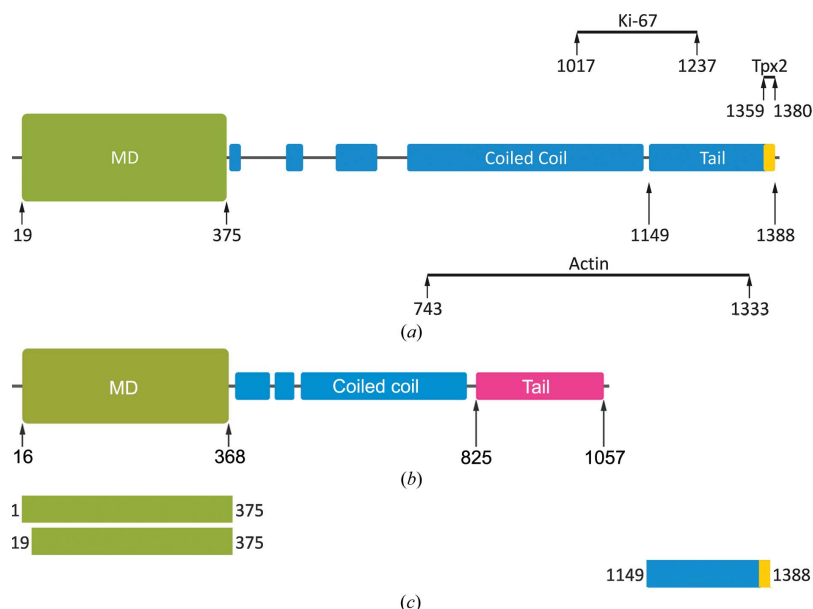 Ki-67
1017 1237
Tpx2
1359 1380
MD Coiled Coil Tail
19 375 1149 1388
Actin
743 1333
(a)
MD Coiled coil Tail
16 368 825 1057
(b)
1 375
19 375
1149 1388
(c)